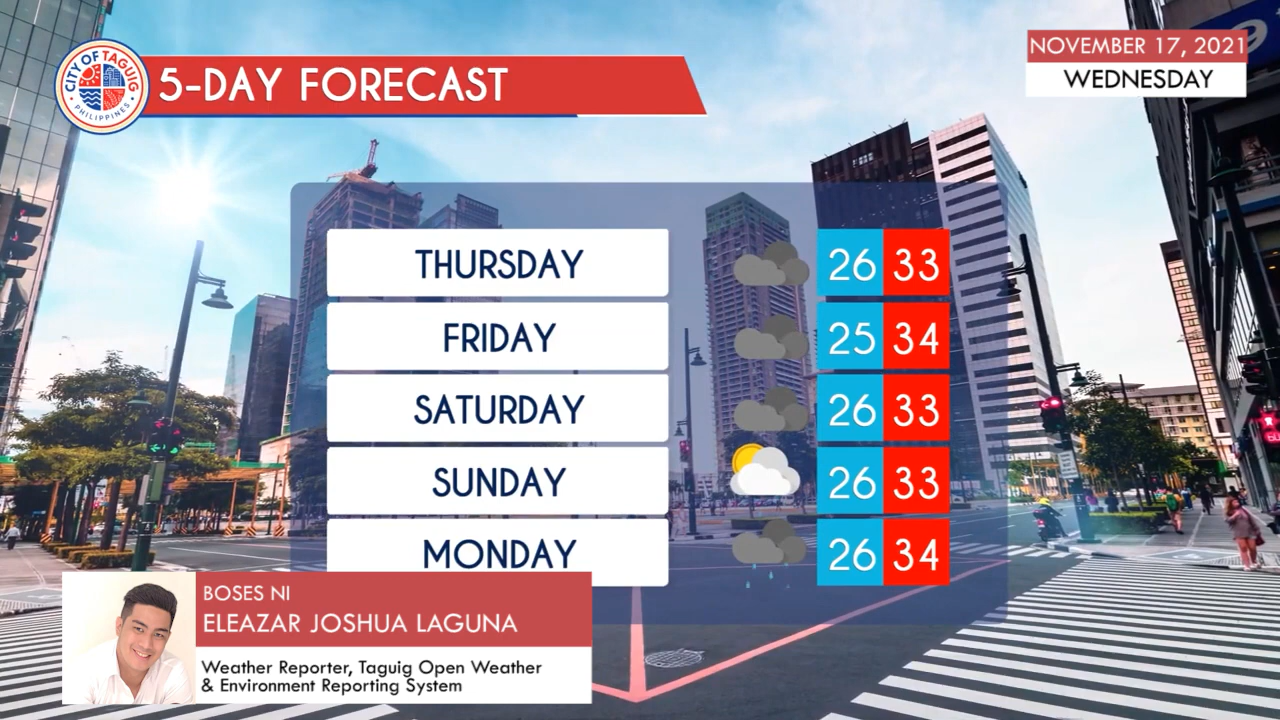 CITY OF TAGUIG
PHILIPPINES
5-DAY FORECAST
NOVEMBER 17, 2021
WEDNESDAY
THURSDAY 26 33
FRIDAY 25 34
SATURDAY 26 33
SUNDAY 26 33
MONDAY 26 34
BOSES NI
ELEAZAR JOSHUA LAGUNA
Weather Reporter, Taguig Open Weather
& Environment Reporting System